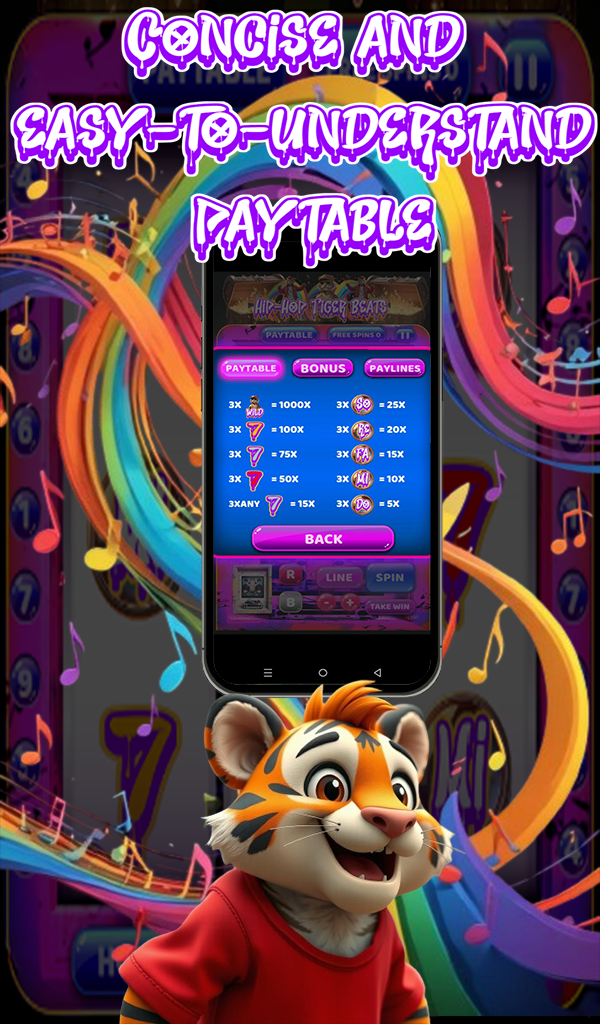 CONCISE AND
EASY-TO-UNDERSTAND
PAYTABLE
HIP-HOP TIGER BEATS
PAYTABLE FREE SPINS 0
PAYTABLE BONUS PAYLINES
3X WILD = 1000X 3X SO = 25X
3X 7 = 100X 3X RE = 20X
3X 7 = 75X 3X FA = 15X
3X 7 = 50X 3X MI = 10X
3XANY 7 = 15X 3X DO = 5X
BACK
R LINE SPIN
B - + TAKE WIN
7 Mi